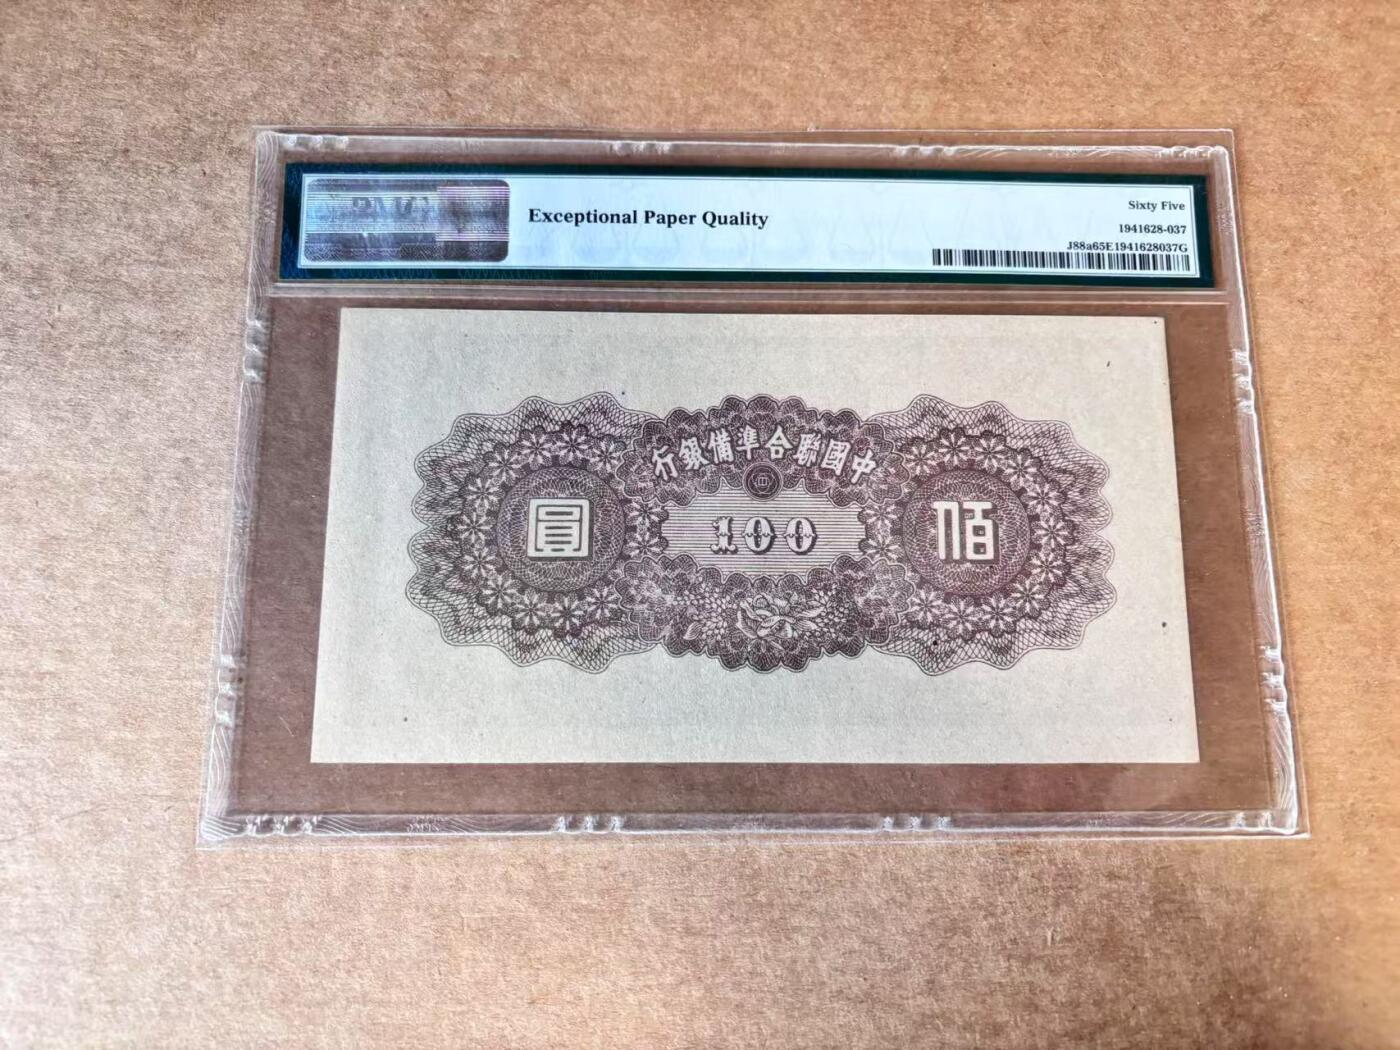 PMG
Exceptional Paper Quality
Sixty Five
1941628-037
J88a65E1941628037G
行銀備準合聯國中
圓
100
佰